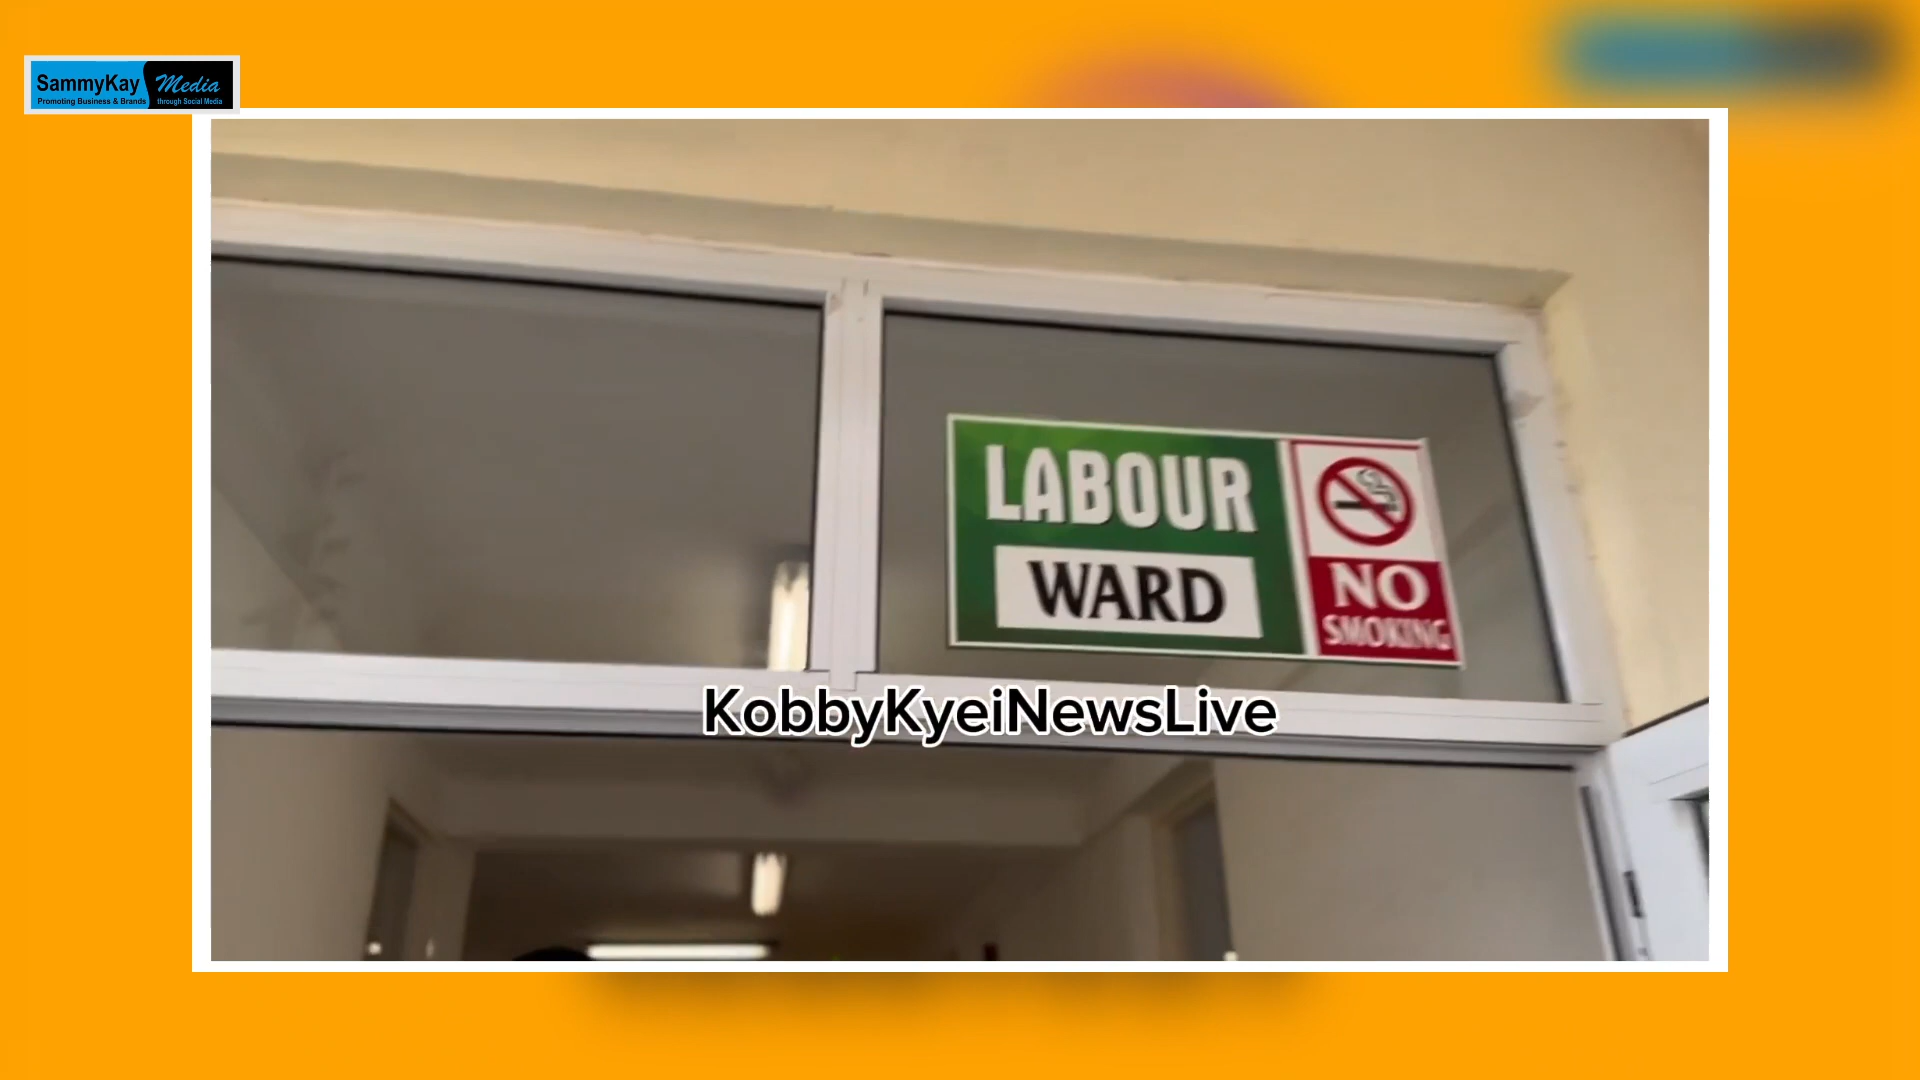 SammyKay Media
Promoting Business & Brands through Social Media
LABOUR
WARD
NO
SMOKING
KobbyKyeiNewsLive